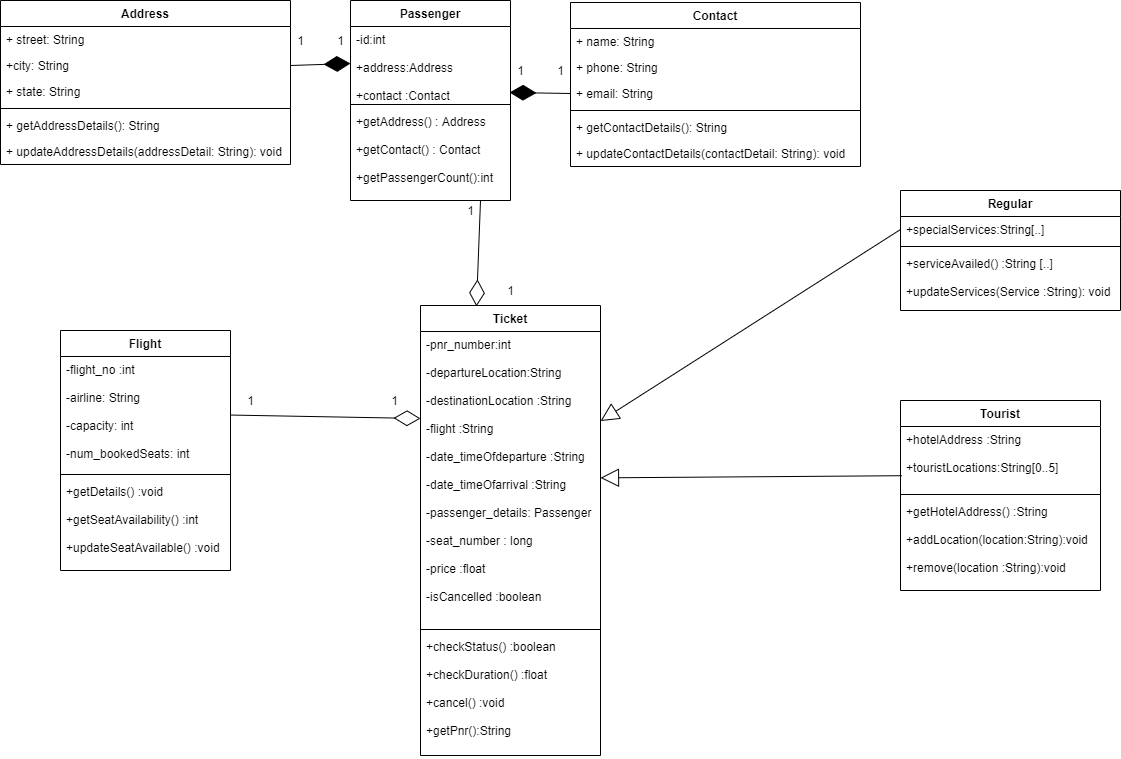 Address
+ street: String
+city: String
+ state: String
+ getAddressDetails(): String
+ updateAddressDetails(addressDetail: String): void
1
1
Passenger
-id:int
+address:Address
+contact :Contact
+getAddress() : Address
+getContact() : Contact
+getPassengerCount():int
1
1
Contact
+ name: String
+ phone: String
+ email: String
+ getContactDetails(): String
+ updateContactDetails(contactDetail: String): void
1
1
Regular
+specialServices:String[..]
+serviceAvailed() :String [..]
+updateServices(Service :String): void
Flight
-flight_no :int
-airline: String
-capacity: int
-num_bookedSeats: int
+getDetails() :void
+getSeatAvailability() :int
+updateSeatAvailable() :void
1
1
Ticket
-pnr_number:int
-departureLocation:String
-destinationLocation :String
-flight :String
-date_timeOfdeparture :String
-date_timeOfarrival :String
-passenger_details: Passenger
-seat_number : long
-price :float
-isCancelled :boolean
+checkStatus() :boolean
+checkDuration() :float
+cancel() :void
+getPnr():String
Tourist
+hotelAddress :String
+touristLocations:String[0..5]
+getHotelAddress() :String
+addLocation(location:String):void
+remove(location :String):void